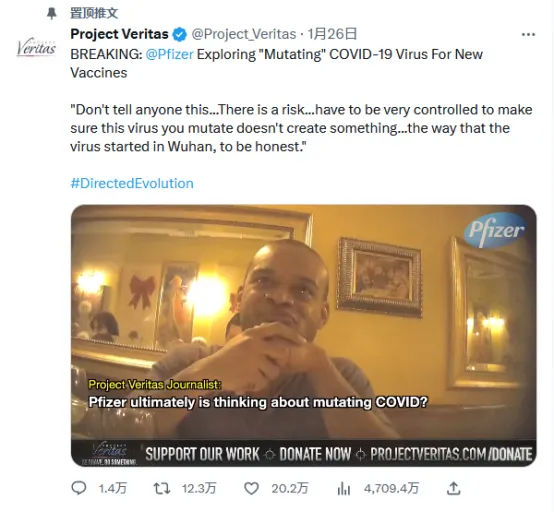 置顶推文
Project Veritas @Project_Veritas · 1月26日
BREAKING: @Pfizer Exploring "Mutating" COVID-19 Virus For New
Vaccines
"Don't tell anyone this...There is a risk...have to be very controlled to make
sure this virus you mutate doesn't create something...the way that the
virus started in Wuhan, to be honest."
#DirectedEvolution
Veritas
Pfizer
Project Veritas Journalist:
Pfizer ultimately is thinking about mutating COVID?
Veritas
BE BRAVE. DO SOMETHING.
SUPPORT OUR WORK DONATE NOW PROJECTVERITAS.COM/DONATE
1.4万 12.3万 20.2万 4,709.4万